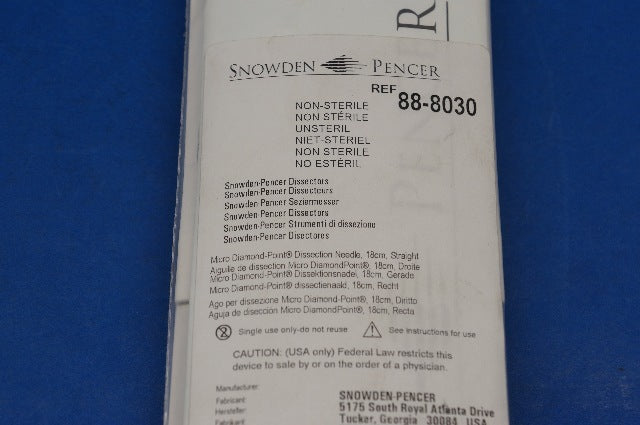 SNOWDEN PENCER
REF 88-8030
NON-STERILE
NON STÉRILE
UNSTERIL
NIET-STERIEL
NON STERILE
NO ESTÉRIL
Snowden-Pencer Dissectors
Snowden-Pencer Dissecteurs
Snowden-Pencer Seziermesser
Snowden-Pencer Dissectors
Snowden-Pencer Strumenti di dissezione
Snowden-Pencer Disectores
Micro Diamond-Point® Dissection Needle, 18cm, Straight
Aiguille de dissection Micro DiamondPoint®, 18cm, Droite
Micro Diamond-Point® Dissektionsnadel, 18cm, Gerade
Micro Diamond-Point® dissectienaald, 18cm, Recht
Ago per dissezione Micro Diamond-Point®, 18cm, Diritto
Aguja de disección Micro DiamondPoint®, 18cm, Recta
Single use only-do not reuse
See instructions for use
CAUTION: (USA only) Federal Law restricts this
device to sale by or on the order of a physician.
Manufacturer
Fabricant
Hersteller
Fabrikant
SNOWDEN-PENCER
5175 South Royal Atlanta Drive
Tucker, Georgia 30084 USA